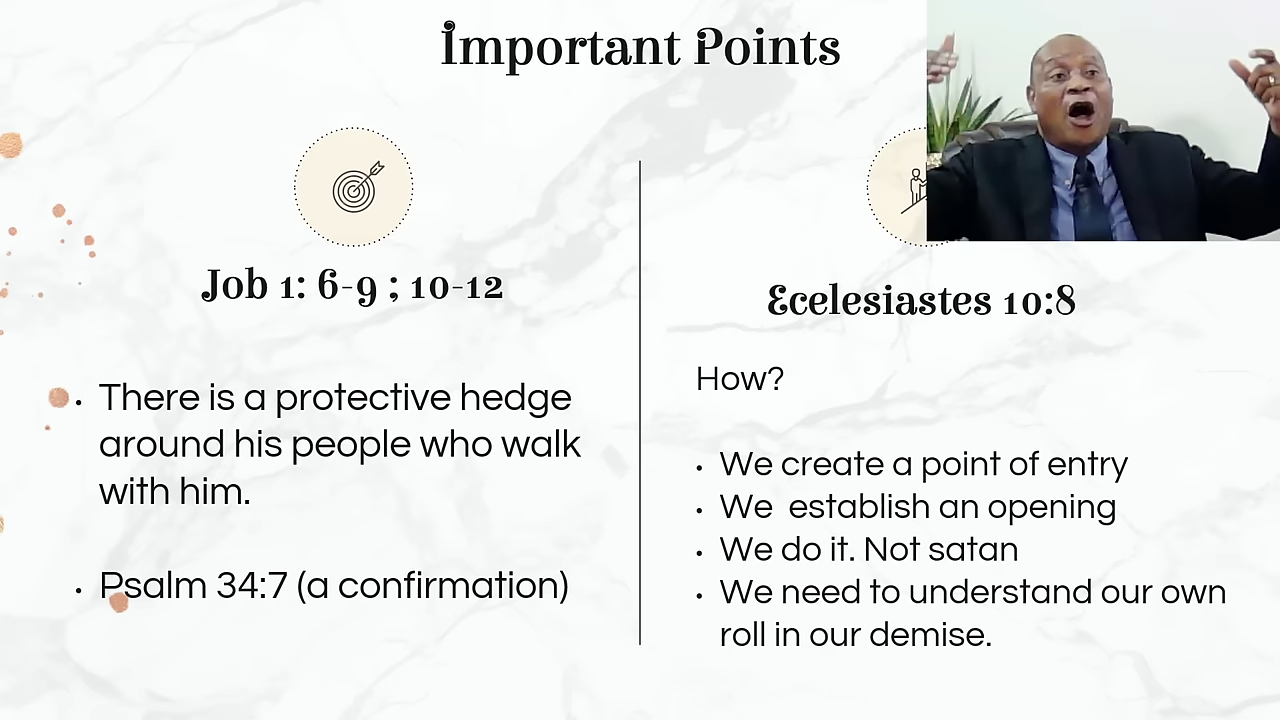 Important Points
Job 1: 6-9 ; 10-12
There is a protective hedge
around his people who walk
with him.
Psalm 34:7 (a confirmation)
Ecelesiastes 10:8
How?
We create a point of entry
We  establish an opening
We do it. Not satan
We need to understand our own
roll in our demise.